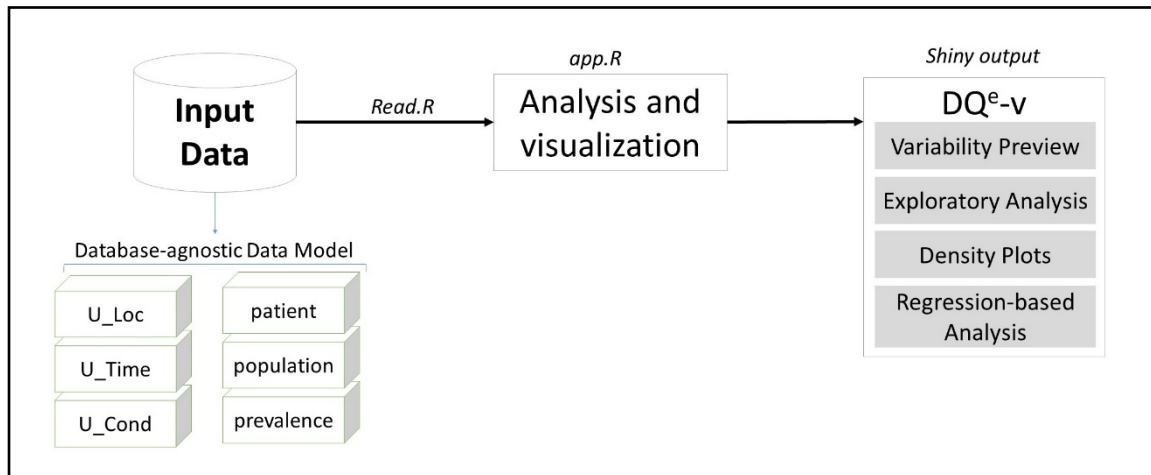 Input
Data
Read.R
app.R
Analysis and
visualization
Shiny output
DQᵉ-v
Variability Preview
Exploratory Analysis
Density Plots
Regression-based
Analysis
Database-agnostic Data Model
U_Loc
patient
U_Time
population
U_Cond
prevalence